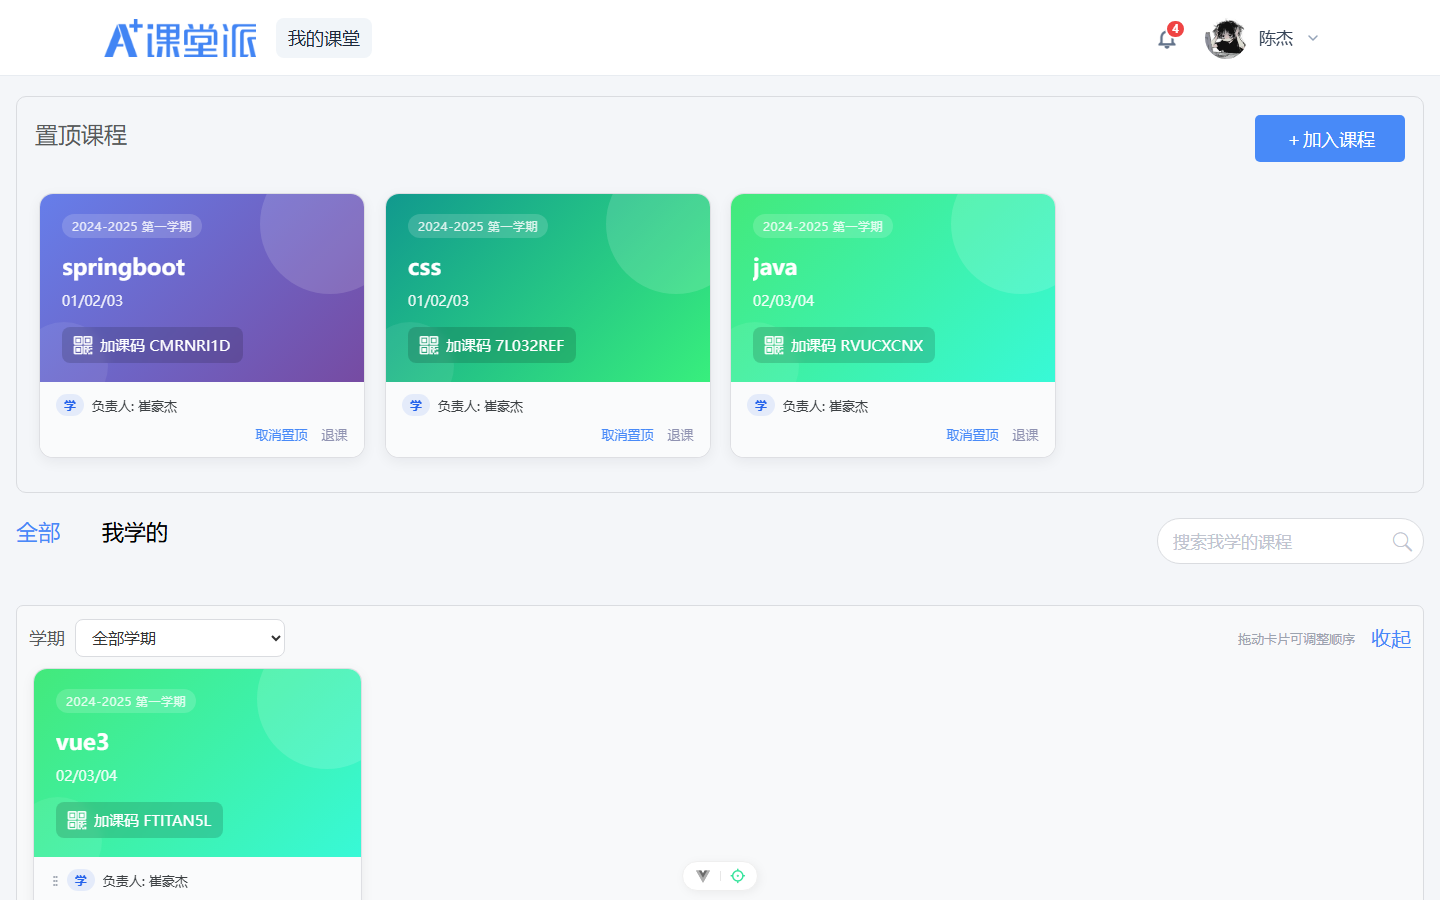 A+课堂派
我的课堂
4
陈杰
置顶课程
+ 加入课程
2024-2025 第一学期
springboot
01/02/03
加课码 CMRNRI1D
学 负责人: 崔豪杰
取消置顶 退课
2024-2025 第一学期
css
01/02/03
加课码 7L032REF
学 负责人: 崔豪杰
取消置顶 退课
2024-2025 第一学期
java
02/03/04
加课码 RVUCXCNX
学 负责人: 崔豪杰
取消置顶 退课
全部 我学的
搜索我学的课程
学期 全部学期
拖动卡片可调整顺序 收起
2024-2025 第一学期
vue3
02/03/04
加课码 FTITAN5L
学 负责人: 崔豪杰